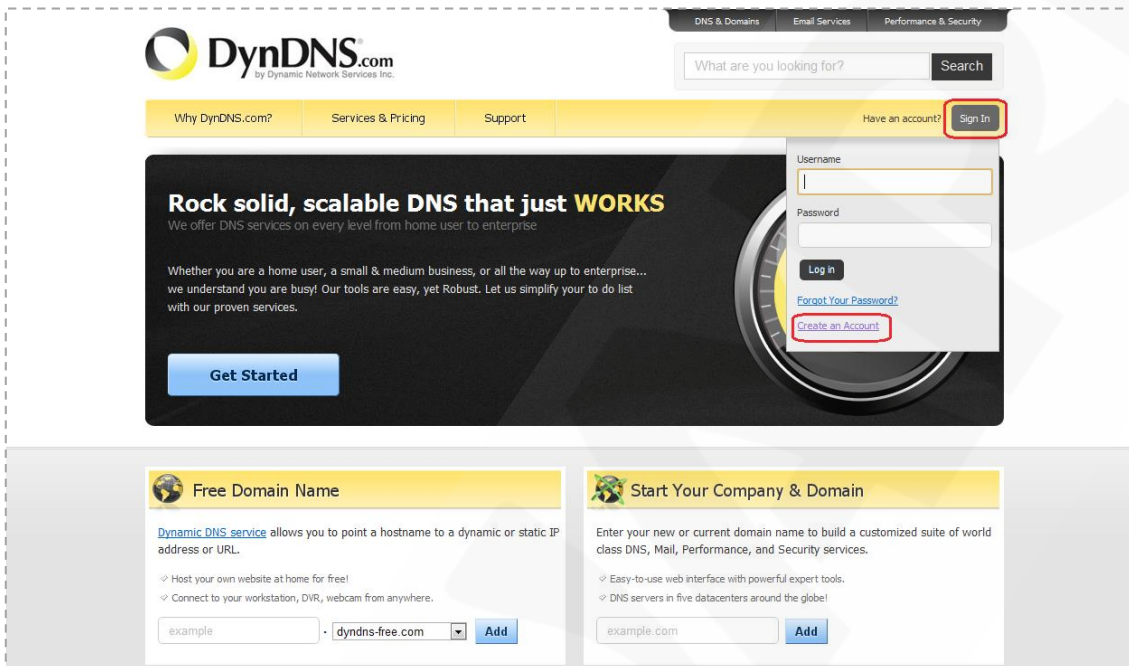 DNS & Domains Email Services Performance & Security
DynDNS.com
by Dynamic Network Services Inc.
What are you looking for? Search
Why DynDNS.com? Services & Pricing Support Have an account? Sign In
Username
Password
Log in
Forgot Your Password?
Create an Account
Rock solid, scalable DNS that just WORKS
We offer DNS services on every level from home user to enterprise
Whether you are a home user, a small & medium business, or all the way up to enterprise...
we understand you are busy! Our tools are easy, yet Robust. Let us simplify your to do list
with our proven services.
Get Started
Free Domain Name
Dynamic DNS service allows you to point a hostname to a dynamic or static IP
address or URL.
Host your own website at home for free!
Connect to your workstation, DVR, webcam from anywhere.
example . dyndns-free.com Add
Start Your Company & Domain
Enter your new or current domain name to build a customized suite of world
class DNS, Mail, Performance, and Security services.
Easy-to-use web interface with powerful expert tools.
DNS servers in five datacenters around the globe!
example.com Add